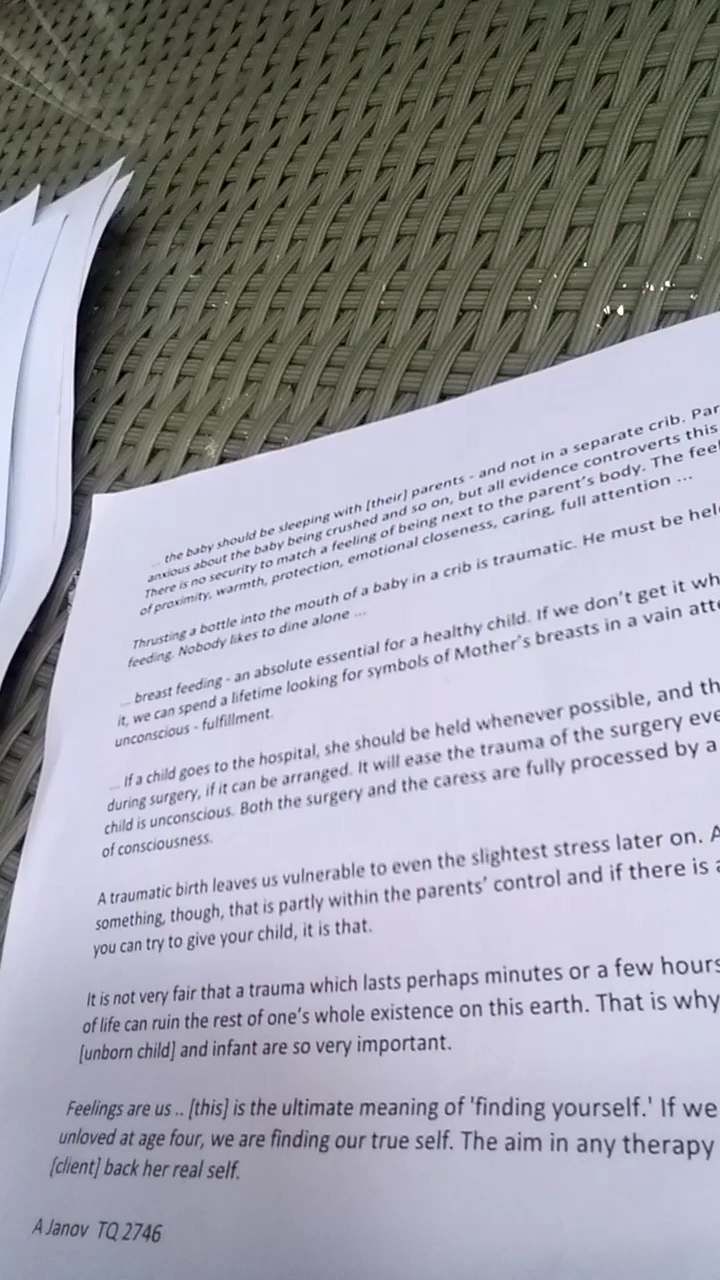 ... the baby should be sleeping with [their] parents - and not in a separate crib.
anxious about the baby being crushed and so on, but all evidence controverts this
There is no security to match a feeling of being next to the parent's body. The
of proximity, warmth, protection, emotional closeness, caring, full attention ...
Thrusting a bottle into the mouth of a baby in a crib is traumatic. He must be
feeding. Nobody likes to dine alone ...
... breast feeding - an absolute essential for a healthy child. If we don't get it
it, we can spend a lifetime looking for symbols of Mother's breasts in a vain
unconscious - fulfillment.
... If a child goes to the hospital, she should be held whenever possible, and
during surgery, if it can be arranged. It will ease the trauma of the surgery
child is unconscious. Both the surgery and the caress are fully processed by a
of consciousness.
A traumatic birth leaves us vulnerable to even the slightest stress later on.
something, though, that is partly within the parents' control and if there is
you can try to give your child, it is that.
It is not very fair that a trauma which lasts perhaps minutes or a few hours
of life can ruin the rest of one's whole existence on this earth. That is why
[unborn child] and infant are so very important.
Feelings are us .. [this] is the ultimate meaning of 'finding yourself.' If we
unloved at age four, we are finding our true self. The aim in any therapy
[client] back her real self.
A Janov TQ 2746